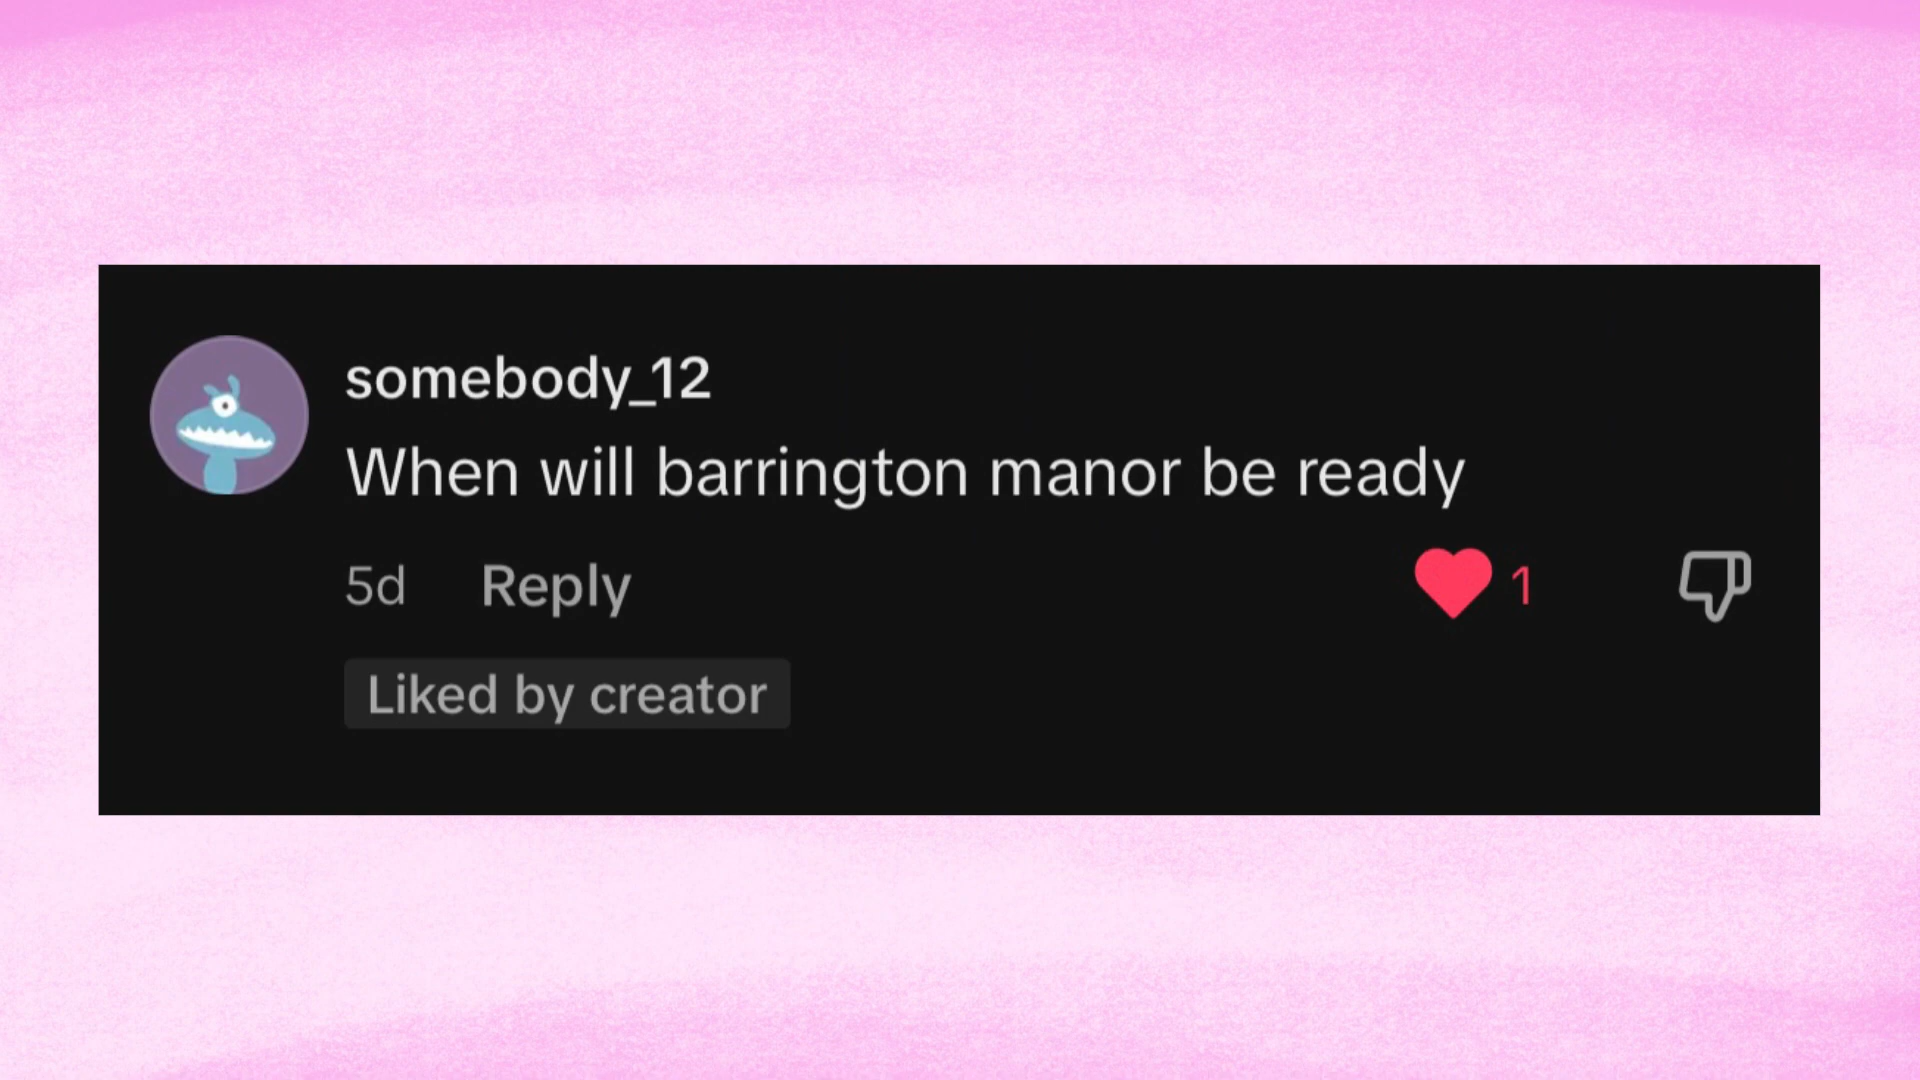 somebody_12
When will barrington manor be ready
5d Reply 1
Liked by creator